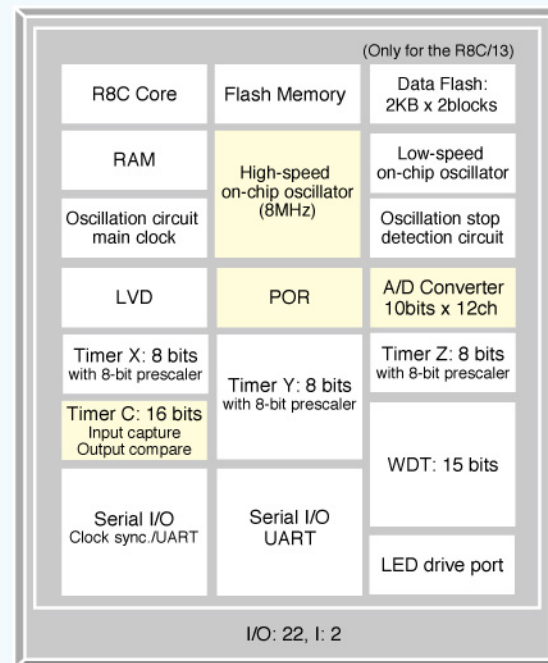 (Only for the R8C/13)
R8C Core
Flash Memory
Data Flash:
2KB x 2blocks
RAM
High-speed
on-chip oscillator
(8MHz)
Low-speed
on-chip oscillator
Oscillation circuit
main clock
Oscillation stop
detection circuit
LVD
POR
A/D Converter
10bits x 12ch
Timer X: 8 bits
with 8-bit prescaler
Timer Y: 8 bits
with 8-bit prescaler
Timer Z: 8 bits
with 8-bit prescaler
Timer C: 16 bits
Input capture
Output compare
WDT: 15 bits
Serial I/O
Clock sync./UART
Serial I/O
UART
LED drive port
I/O: 22, I: 2